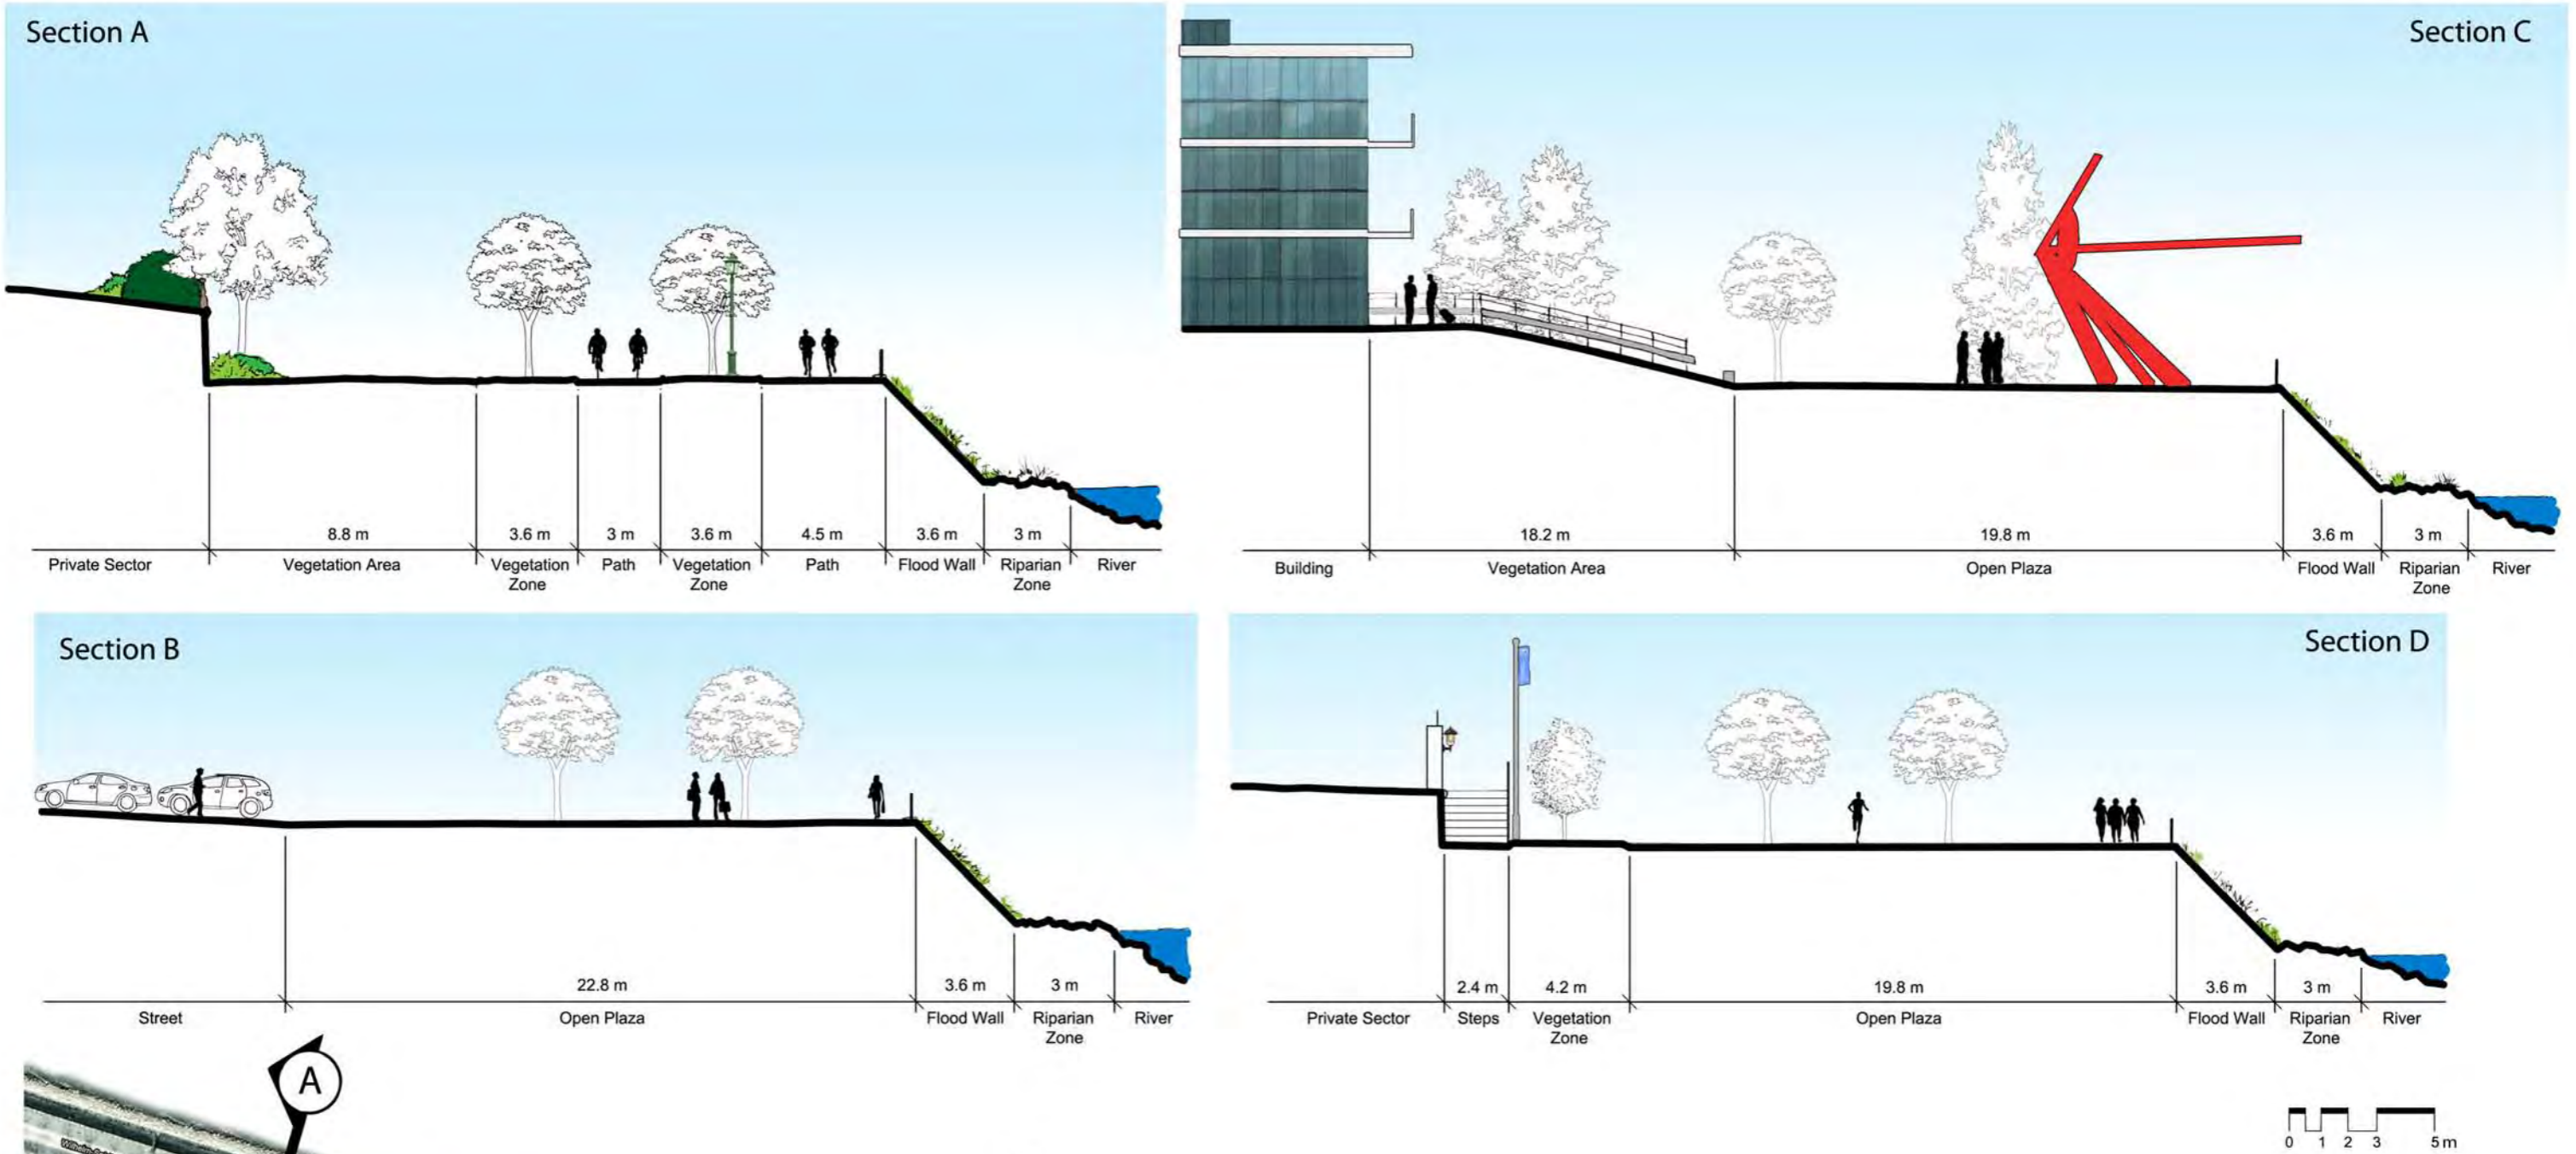 Section A
8.8 m
3.6 m
3 m
3.6 m
4.5 m
3.6 m
3 m
Private Sector
Vegetation Area
Vegetation
Zone
Path
Vegetation
Zone
Path
Flood Wall
Riparian
Zone
River
Section C
18.2 m
19.8 m
3.6 m
3 m
Building
Vegetation Area
Open Plaza
Flood Wall
Riparian
Zone
River
Section B
22.8 m
3.6 m
3 m
Street
Open Plaza
Flood Wall
Riparian
Zone
River
Section D
2.4 m
4.2 m
19.8 m
3.6 m
3 m
Private Sector
Steps
Vegetation
Zone
Open Plaza
Flood Wall
Riparian
Zone
River
A
0 1 2 3 5 m